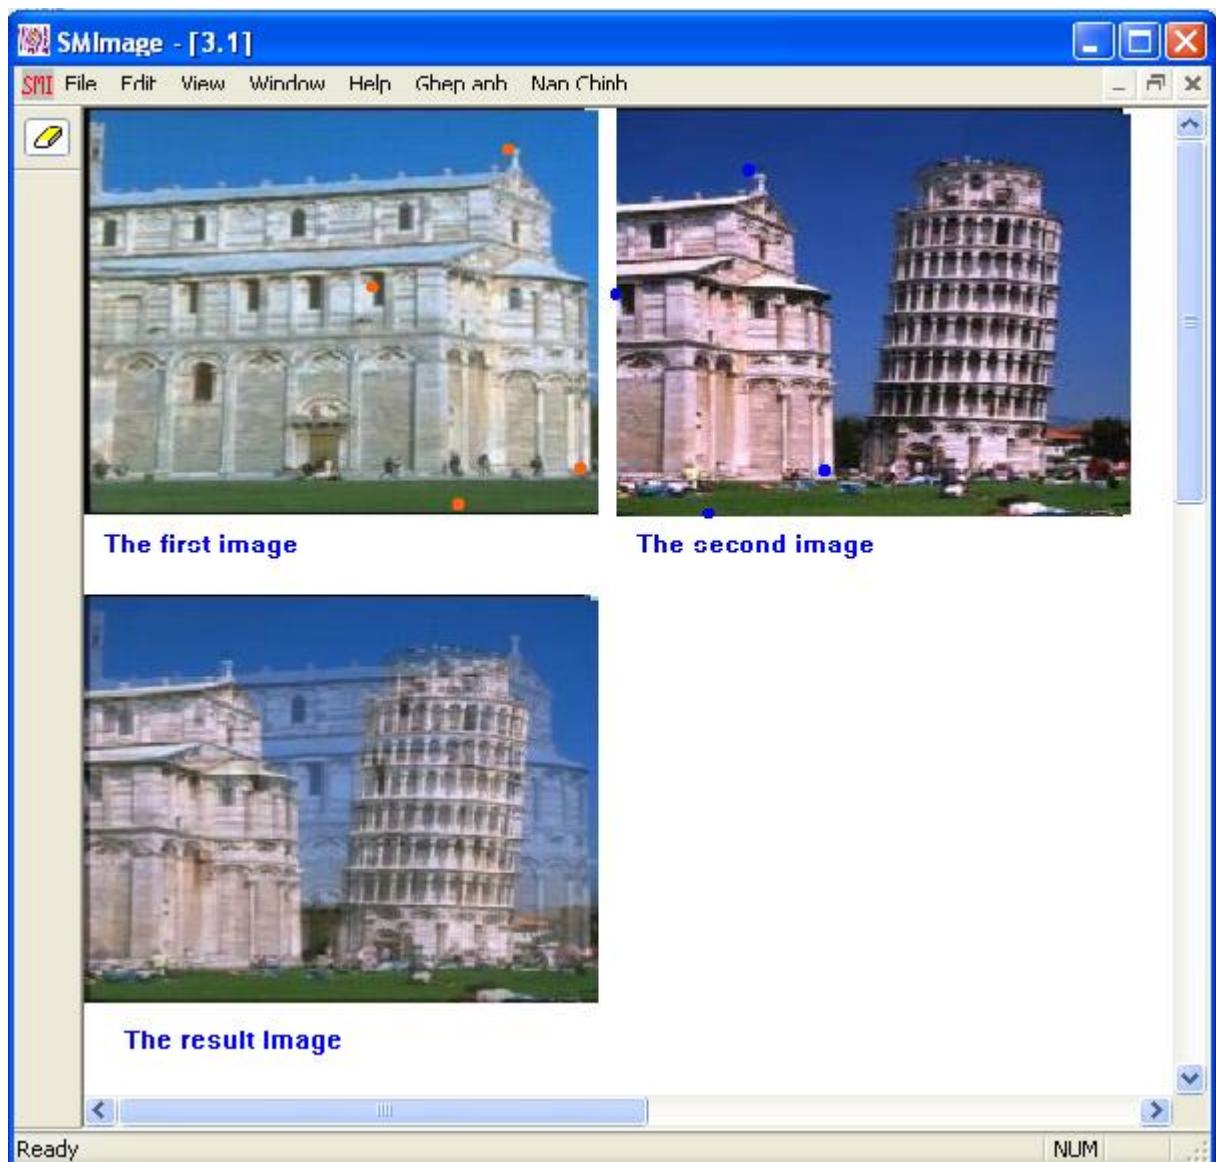 SMImage - [3.1]
SMI File Edit View Window Help Ghep anh Nan Chinh
The first image
The second image
The result Image
Ready
NUM